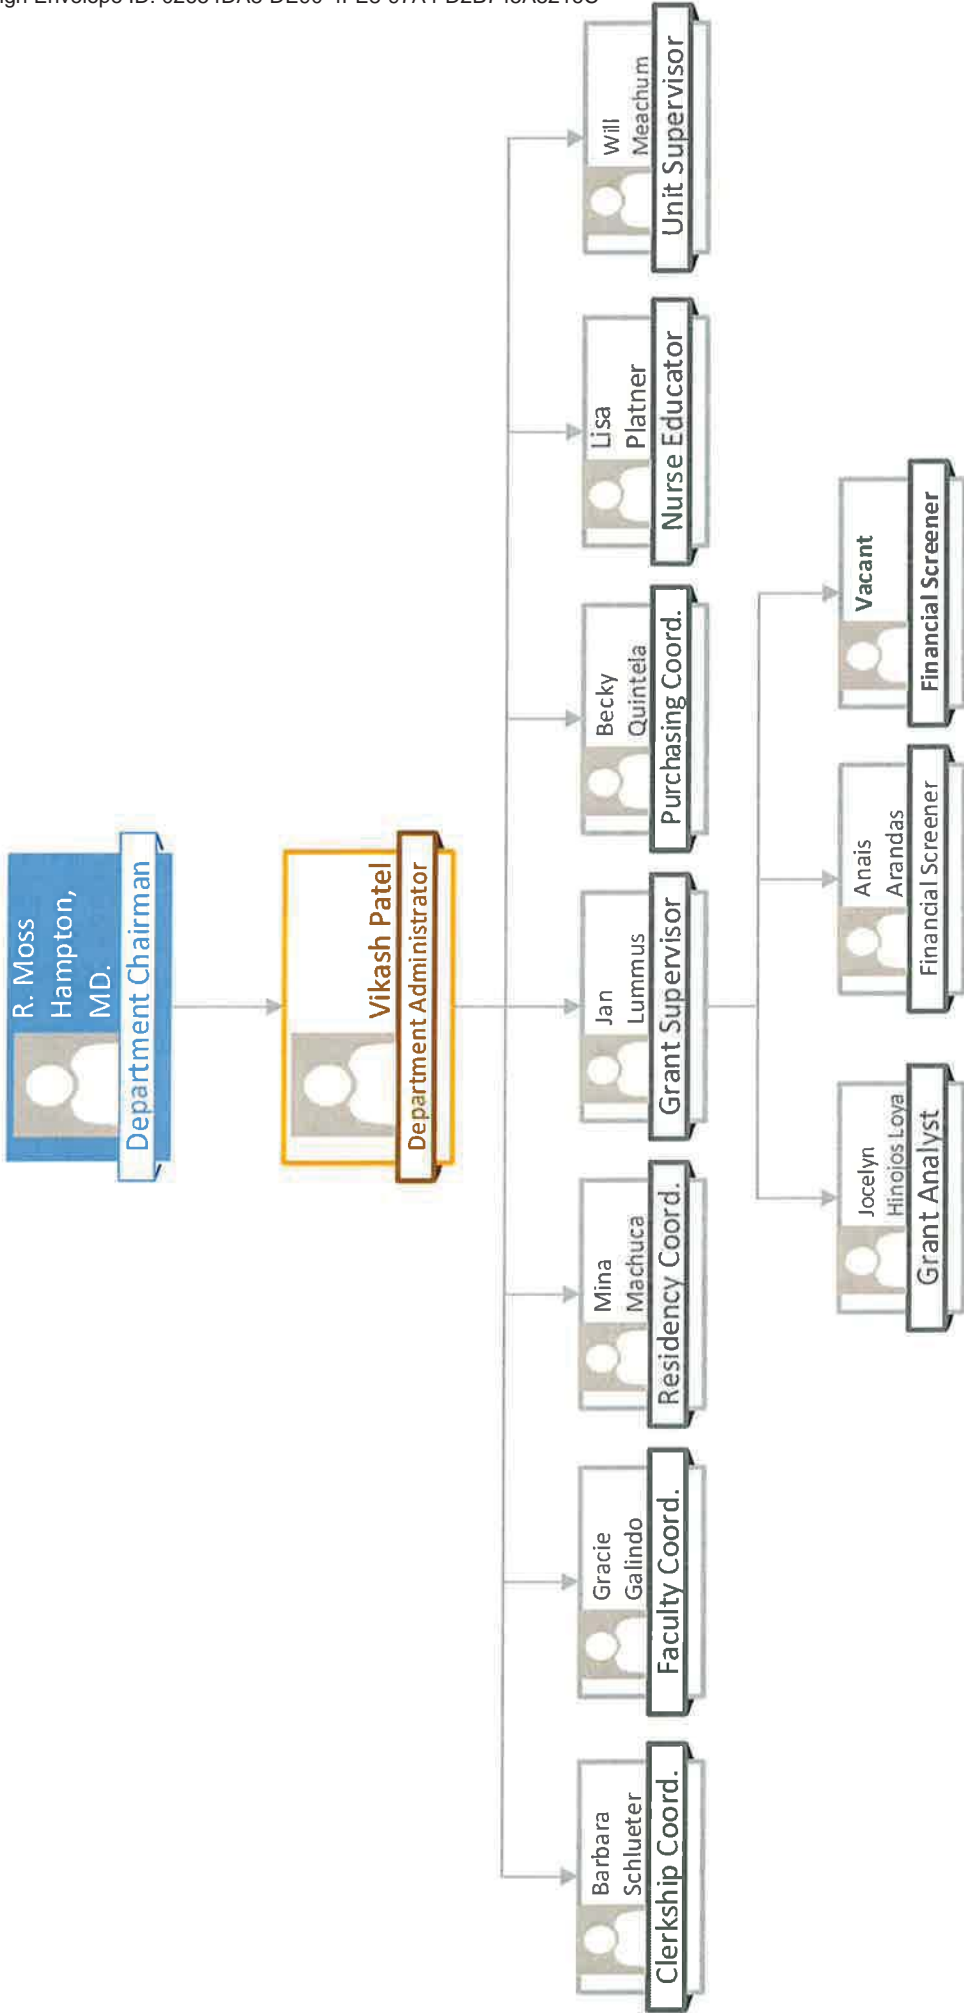 R. Moss
Hampton,
MD.
Department Chairman
Vikash Patel
Department Administrator
Barbara
Schlueter
Clerkship Coord.
Gracie
Galindo
Faculty Coord.
Mina
Machuca
Residency Coord.
Jan
Lummus
Grant Supervisor
Becky
Quintela
Purchasing Coord.
Lisa
Platner
Nurse Educator
Will
Meachum
Unit Supervisor
Jocelyn
Hinojos Loya
Grant Analyst
Anais
Arandas
Financial Screener
Vacant
Financial Screener